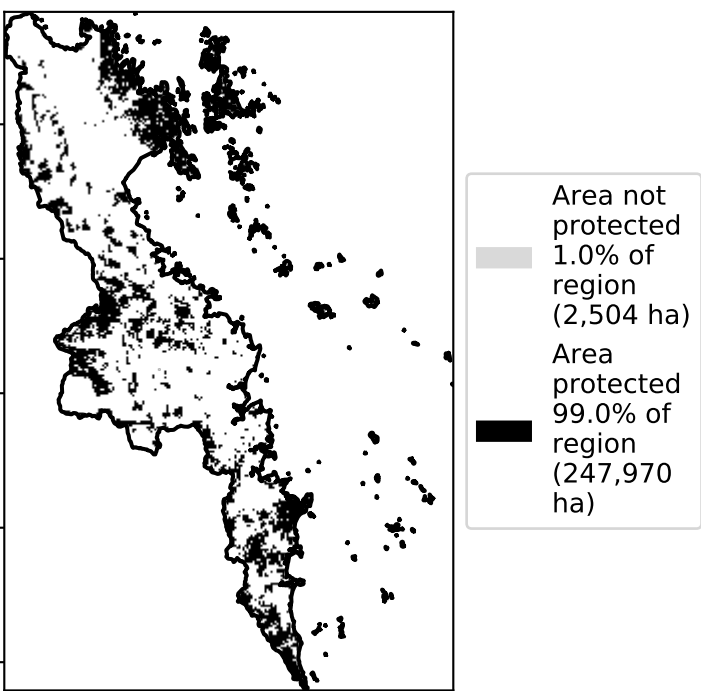 Area not
protected
1.0% of
region
(2,504 ha)
Area
protected
99.0% of
region
(247,970
ha)